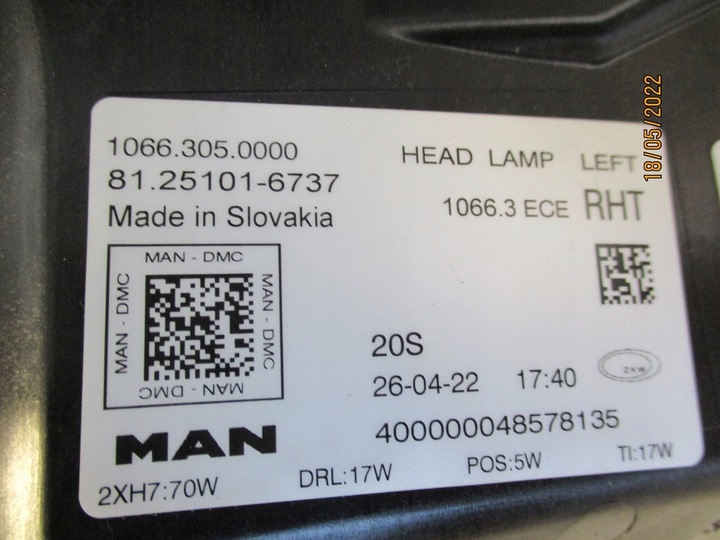 1066.305.0000
81.25101-6737
Made in Slovakia
HEAD LAMP LEFT
1066.3 ECE RHT
MAN - DMC
MAN - DMC
MAN - DMC
MAN - DMC
20S
26-04-22 17:40
ZKW
400000048578135
MAN
2XH7:70W
DRL:17W
POS:5W
TI:17W
18/05/2022